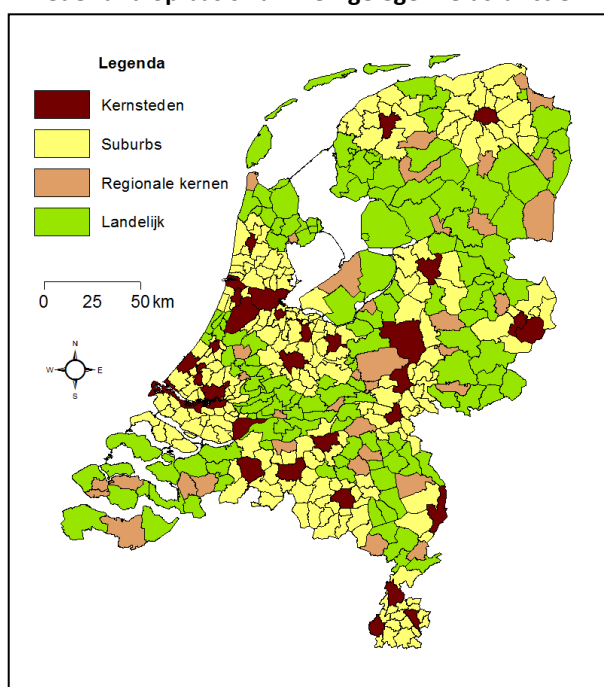 Legenda
Kernsteden
Suburbs
Regionale kernen
Landelijk
0 25 50 km
N
W E
S